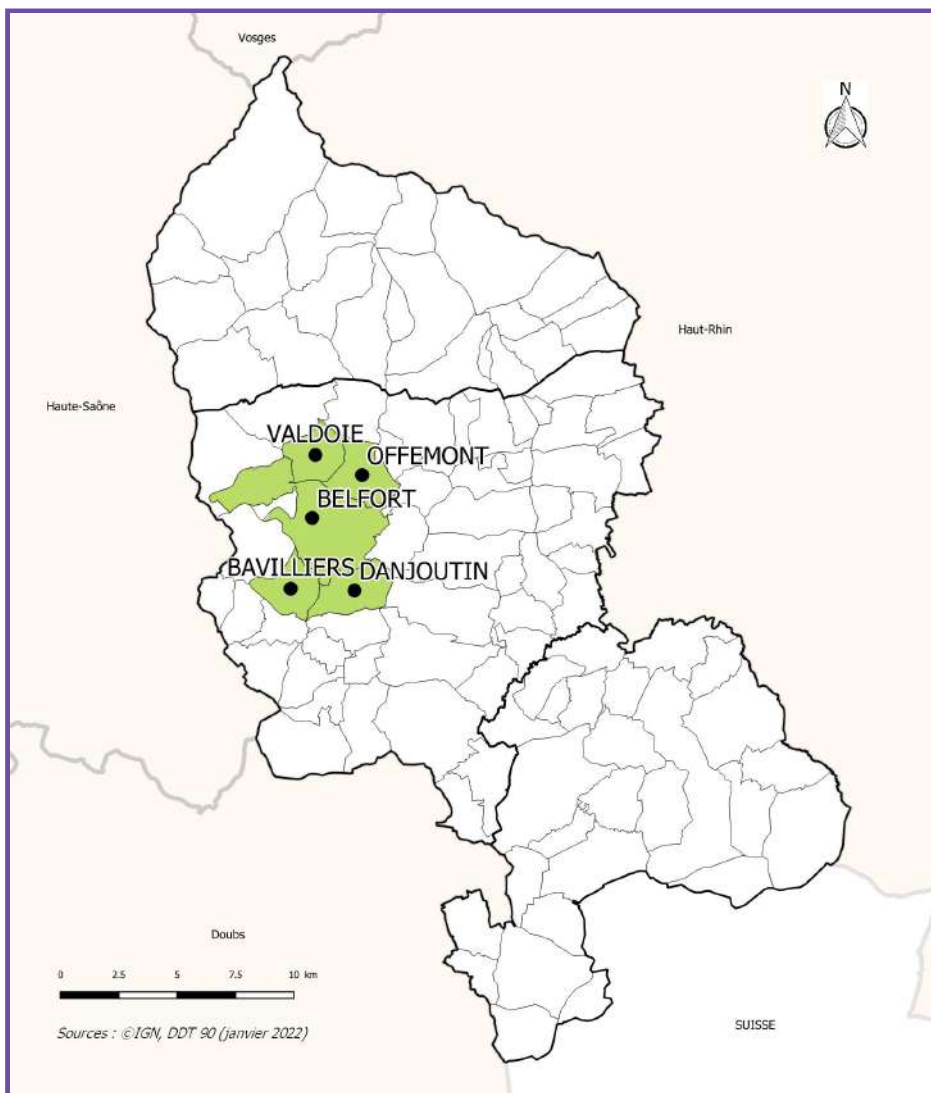 Vosges
N
Haut-Rhin
Haute-Saône
VALDOIE
OFFEMONT
BELFORT
BAVILLIERS
DANJOUTIN
Doubs
0 2.5 5 7.5 10 km
SUISSE
Sources : ©IGN, DDT 90 (janvier 2022)